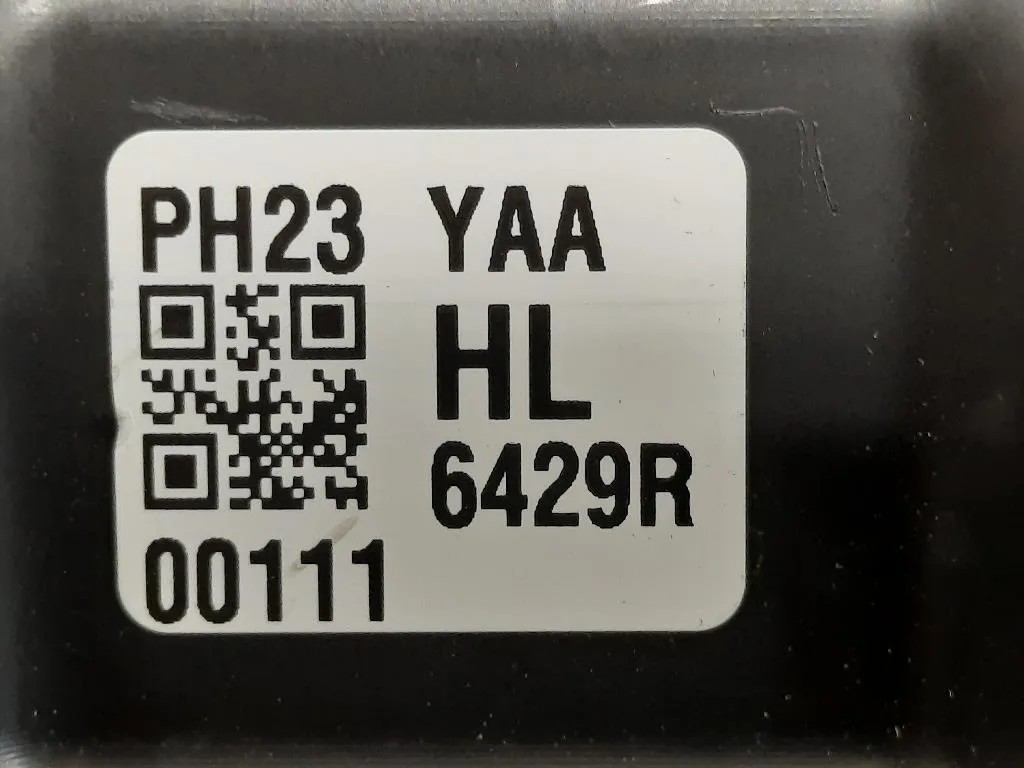 PH23 YAA
HL
6429R
00111